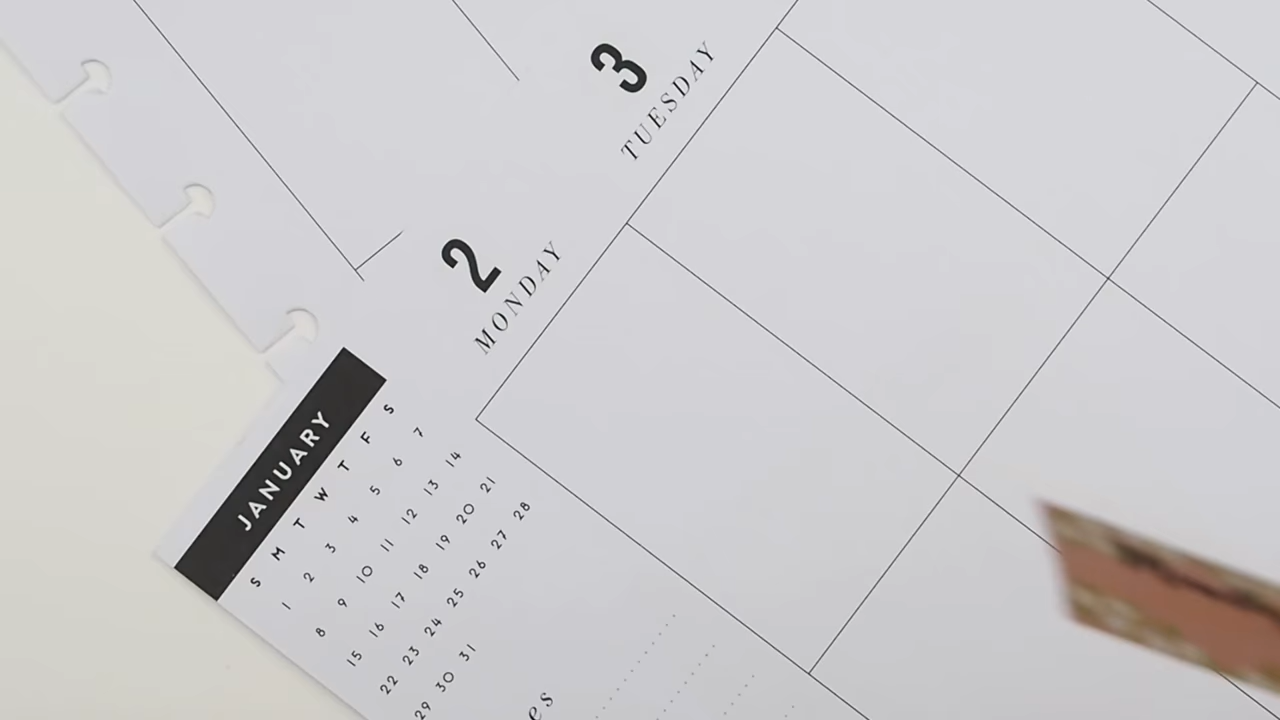 3
TUESDAY
2
MONDAY
JANUARY
S M T W T F S
1 2 3 4 5 6 7
8 9 10 11 12 13 14
15 16 17 18 19 20 21
22 23 24 25 26 27 28
29 30 31